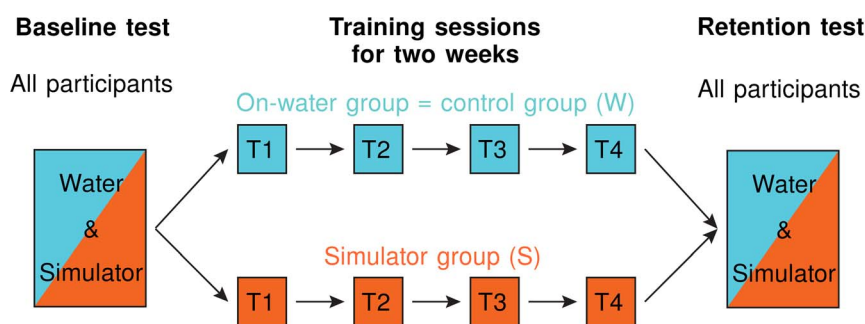 Baseline test
All participants
Water
&
Simulator
Training sessions
for two weeks
On-water group = control group (W)
T1
T2
T3
T4
Simulator group (S)
T1
T2
T3
T4
Retention test
All participants
Water
&
Simulator